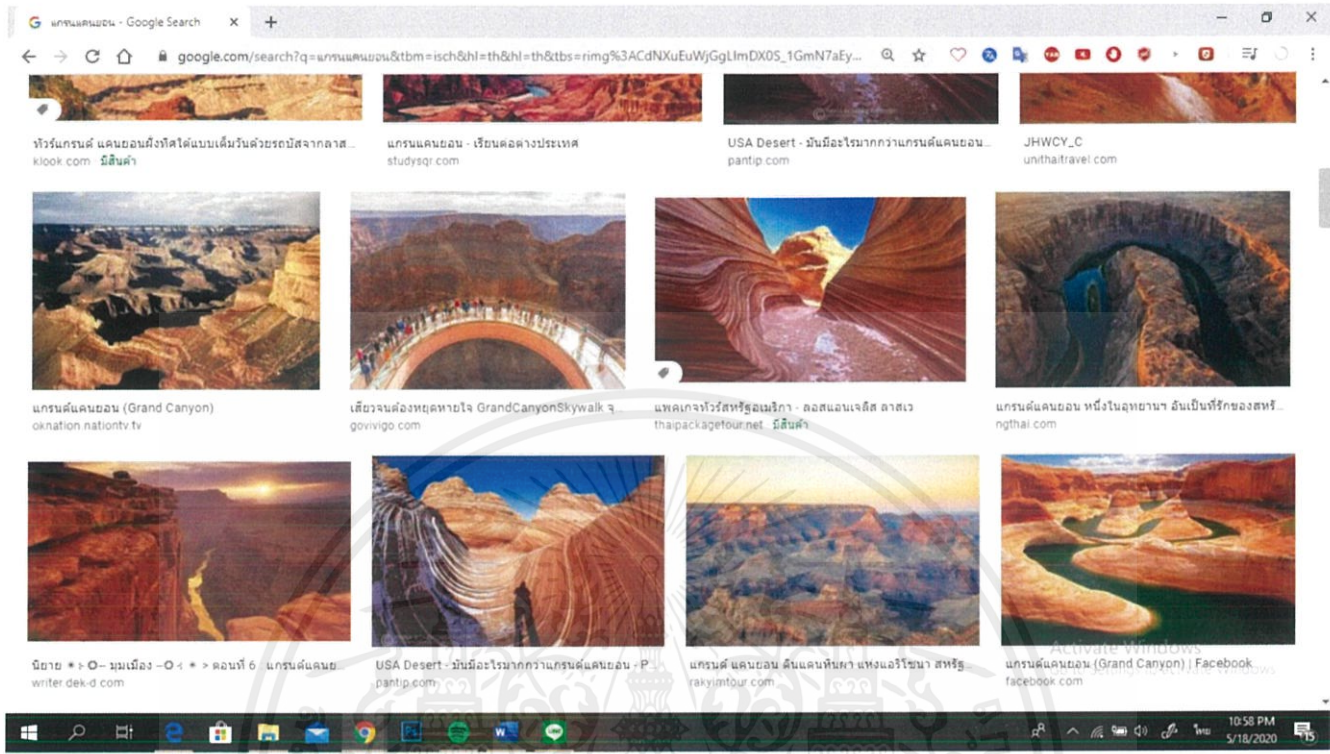 แกรนแคนยอน - Google Search
google.com/search?q=แกรนแคนยอน&tbm=isch&hl=th&hl=th&tbs=rimg%3ACdNXuEuWjGgLImDX0S_1GmN7aEy...
ทัวร์แกรนด์ แคนยอนฝั่งทิศใต้แบบเต็มวันด้วยรถบัสจากลาส...
klook.com มีสินค้า
แกรนแคนยอน - เรียนต่อต่างประเทศ
studysqr.com
USA Desert - มันมีอะไรมากกว่าแกรนด์แคนยอน...
pantip.com
JHWCY_C
unithaitravel.com
แกรนด์แคนยอน (Grand Canyon)
oknation.nationtv.tv
เสียวจนต้องหยุดหายใจ GrandCanyonSkywalk จุ...
govivigo.com
แพคเกจทัวร์สหรัฐอเมริกา - ลอสแอนเจลิส ลาสเว
thaipackagetour.net มีสินค้า
แกรนด์แคนยอน หนึ่งในอุทยานฯ อันเป็นที่รักของสหรั...
ngthai.com
นิยาย * > O– มุมเมือง –O < * > ตอนที่ 6 . แกรนด์แคนย...
writer.dek-d.com
USA Desert - มันมีอะไรมากกว่าแกรนด์แคนยอน - P...
pantip.com
แกรนด์ แคนยอน ดินแดนหินผา แห่งแอริโซนา สหรัฐ...
rakyimtour.com
แกรนด์แคนยอน (Grand Canyon) | Facebook
facebook.com
Activate Windows
Go to Settings to activate Windows
ไทย
10:58 PM
5/18/2020
15